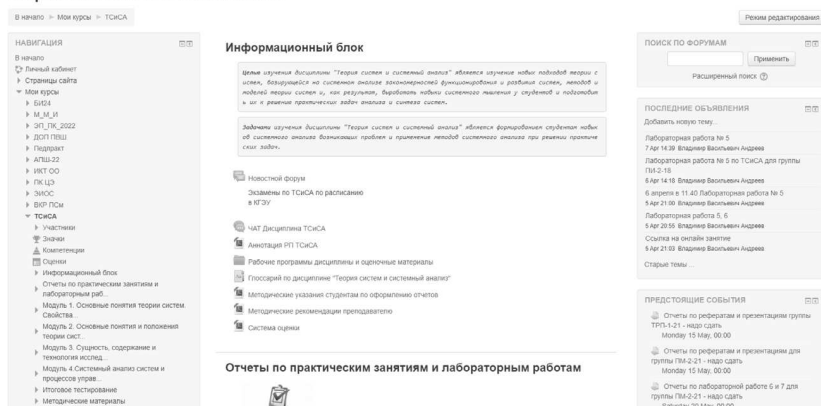 В начало ► Мои курсы ► ТСиСА
Режим редактирования
НАВИГАЦИЯ
В начало
Личный кабинет
Страницы сайта
Мои курсы
БИ24
М_М_И
ЭП_ПК_2022
ДОП ПВШ
Педпракт
АПШ-22
ИКТ ОО
ПК ЦЭ
ЭИОС
ВКР ПСм
ТСиСА
Участники
Значки
Компетенции
Оценки
Информационный блок
Отчеты по практическим занятиям и
лабораторным раб...
Модуль 1. Основные понятия теории систем.
Свойства...
Модуль 2. Основные понятия и положения
теории сист...
Модуль 3. Сущность, содержание и
технология исслед...
Модуль 4.Системный анализ систем и
процессов управ...
Итоговое тестирование
Методические материалы
Информационный блок
Целью изучения дисциплины "Теория систем и системный анализ" является изучение новых подходов теории с
истем, базирующейся на системном анализе закономерностей функционирования и развития систем, методов и
моделей теории систем и, как результат, выработать навыки системного мышления у студентов и подготовит
ь их к решению практических задач анализа и синтеза систем.
Задачами изучения дисциплины "Теория систем и системный анализ" является формированием студентам навык
ов системного анализа возникающих проблем и применение методов системного анализа при решении практиче
ских задач.
Новостной форум
Экзамены по ТСиСА по расписанию
в КГЭУ
ЧАТ Дисциплина ТСиСА
Аннотация РП ТСиСА
Рабочие программы дисциплины и оценочные материалы
Глоссарий по дисциплине "Теория систем и системный анализ"
Методические указания студентам по оформлению отчетов
Методические рекомендации преподавателю
Система оценки
Отчеты по практическим занятиям и лабораторным работам
ПОИСК ПО ФОРУМАМ
Применить
Расширенный поиск
ПОСЛЕДНИЕ ОБЪЯВЛЕНИЯ
Добавить новую тему...
Лабораторная работа № 5
7 Apr 14:39 Владимир Васильевич Андреев
Лабораторная работа № 5 по ТСиСА для группы
ПИ-2-18
6 Apr 14:18 Владимир Васильевич Андреев
6 апреля в 11.40 Лабораторная работа № 5
5 Apr 21:09 Владимир Васильевич Андреев
Лабораторная работа 5, 6
5 Apr 20:55 Владимир Васильевич Андреев
Ссылка на онлайн занятие
5 Apr 21:03 Владимир Васильевич Андреев
Старые темы ...
ПРЕДСТОЯЩИЕ СОБЫТИЯ
Отчеты по рефератам и презентациям группы
ТРП-1-21 - надо сдать
Monday 15 May, 00:00
Отчеты по рефератам и презентациям для
группы ПМ-2-21 - надо сдать
Monday 15 May, 00:00
Отчеты по лабораторной работе 6 и 7 для
группы ПМ-2-21 - надо сдать
Saturday 20 May, 00:00